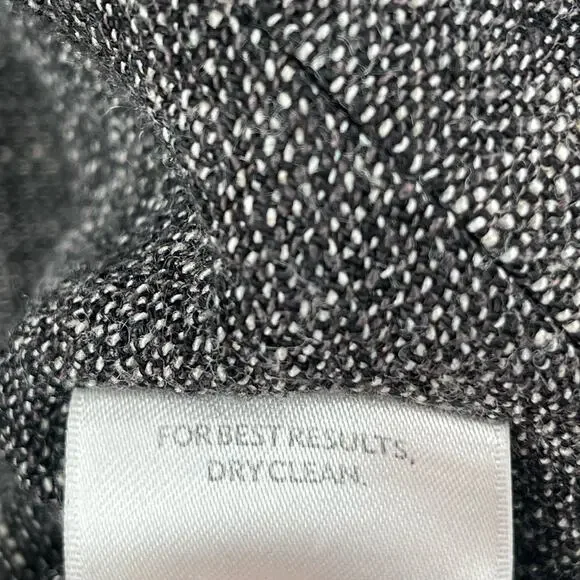 FOR BEST RESULTS,
DRY CLEAN.